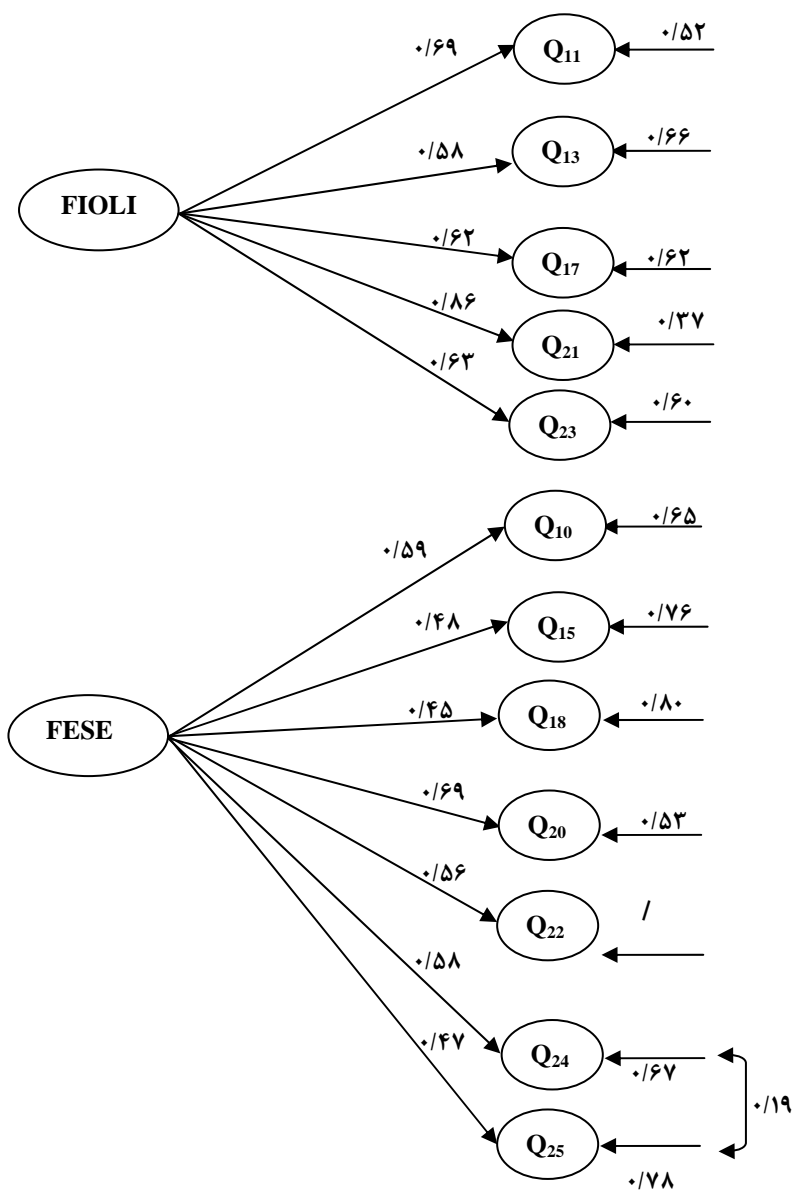 ۰/۶۹ Q11 ۰/۵۲
۰/۵۸ Q13 ۰/۶۶
FIOLI
۰/۶۲ Q17 ۰/۶۲
۰/۸۶ Q21 ۰/۳۷
۰/۶۳ Q23 ۰/۶۰
۰/۵۹ Q10 ۰/۶۵
۰/۴۸ Q15 ۰/۷۶
FESE
۰/۴۵ Q18 ۰/۸۰
۰/۶۹ Q20 ۰/۵۳
۰/۵۶ Q22 /
۰/۵۸ Q24 ۰/۶۷
۰/۴۷ Q25 ۰/۷۸
۰/۱۹